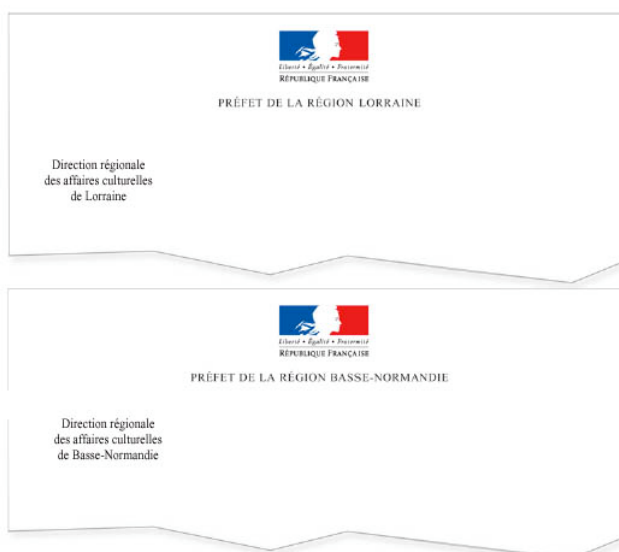 Liberté • Égalité • Fraternité
RÉPUBLIQUE FRANÇAISE
PRÉFET DE LA RÉGION LORRAINE
Direction régionale
des affaires culturelles
de Lorraine
Liberté • Égalité • Fraternité
RÉPUBLIQUE FRANÇAISE
PRÉFET DE LA RÉGION BASSE-NORMANDIE
Direction régionale
des affaires culturelles
de Basse-Normandie